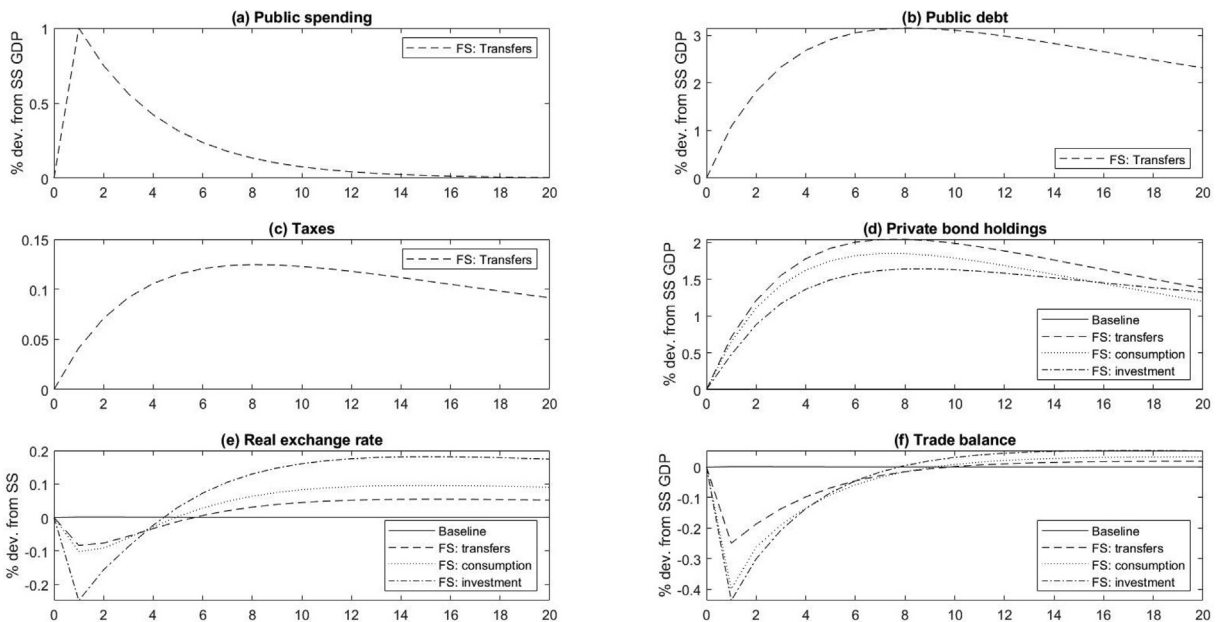 (a) Public spending
% dev. from SS GDP
1
0.5
0
FS: Transfers
0 2 4 6 8 10 12 14 16 18 20
(b) Public debt
% dev. from SS GDP
3
2
1
0
FS: Transfers
0 2 4 6 8 10 12 14 16 18 20
(c) Taxes
0.15
0.1
0.05
0
FS: Transfers
0 2 4 6 8 10 12 14 16 18 20
(d) Private bond holdings
% dev. from SS GDP
2
1.5
1
0.5
0
Baseline
FS: transfers
FS: consumption
FS: investment
0 2 4 6 8 10 12 14 16 18 20
(e) Real exchange rate
% dev. from SS
0.2
0.1
0
-0.1
-0.2
Baseline
FS: transfers
FS: consumption
FS: investment
0 2 4 6 8 10 12 14 16 18 20
(f) Trade balance
% dev. from SS GDP
0
-0.1
-0.2
-0.3
-0.4
Baseline
FS: transfers
FS: consumption
FS: investment
0 2 4 6 8 10 12 14 16 18 20